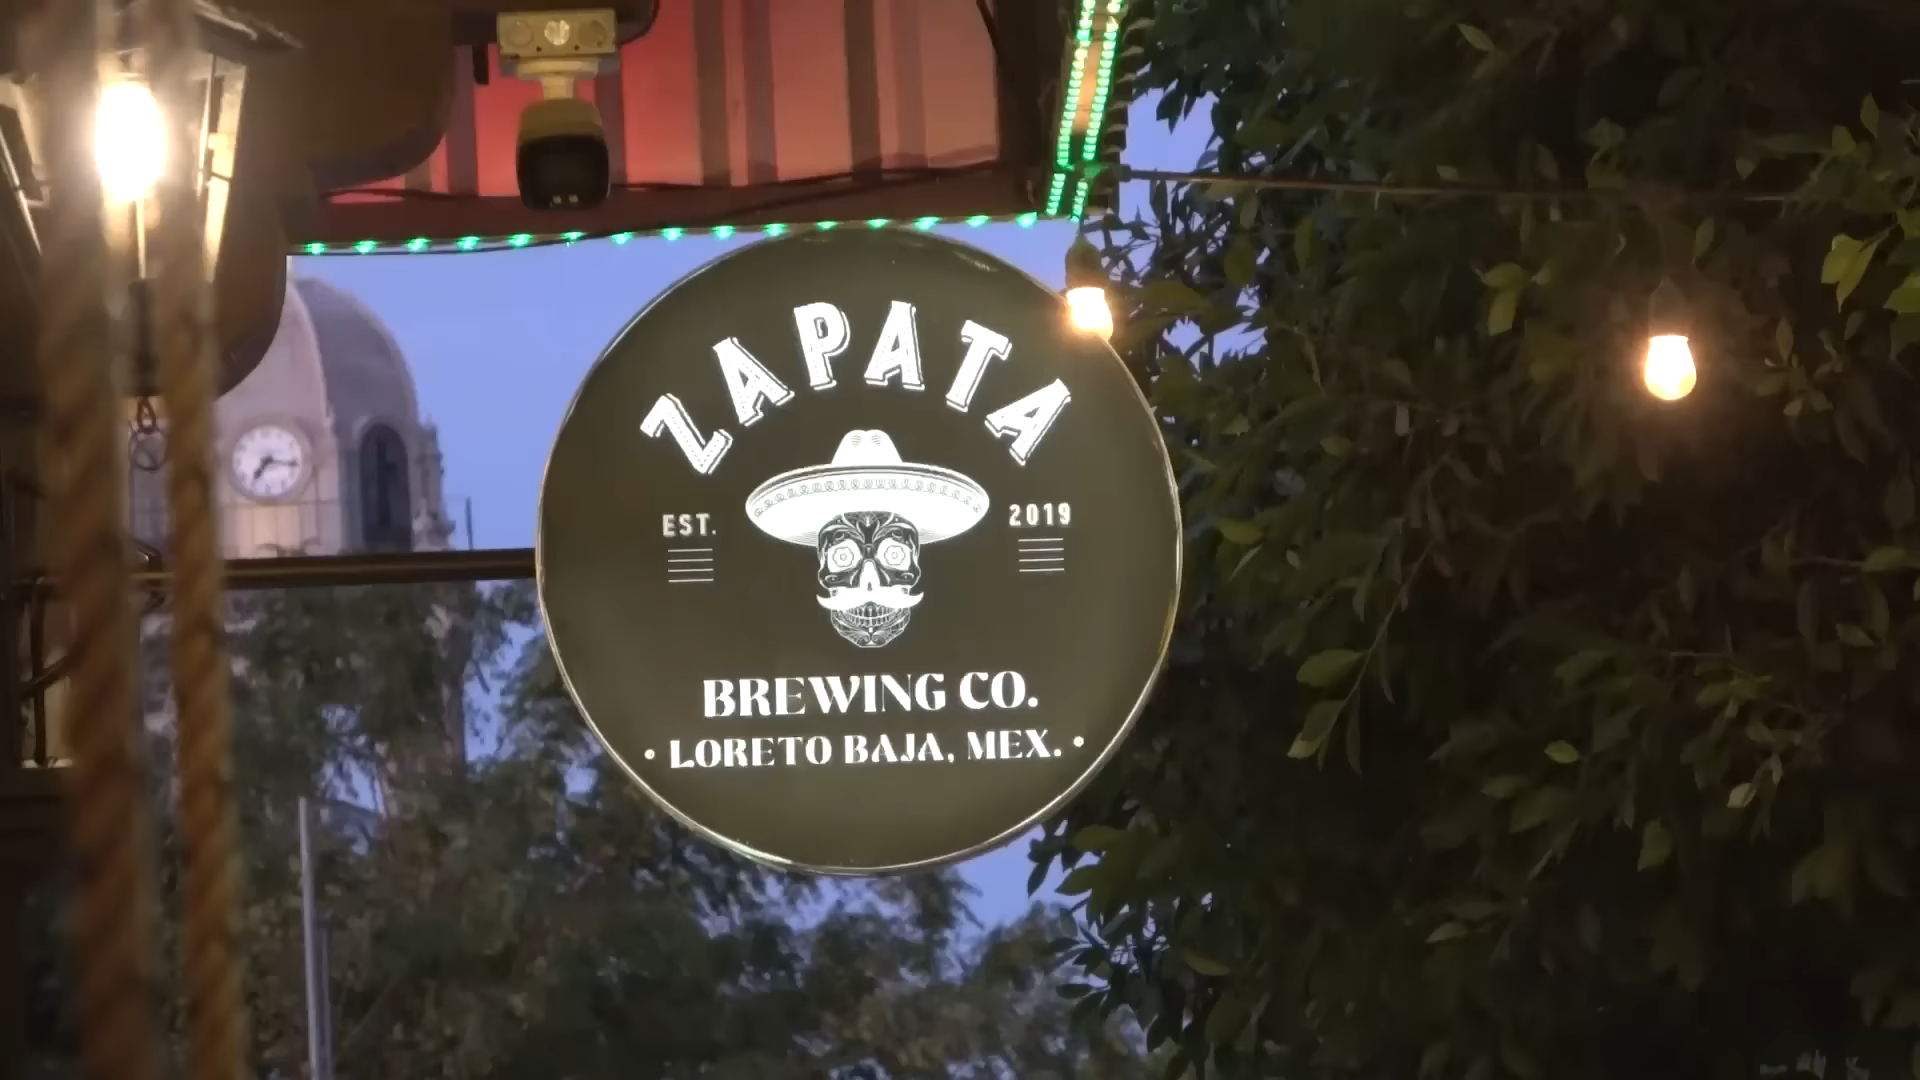 ZAPATA
EST. 2019
BREWING CO.
• LORETO BAJA, MEX. •